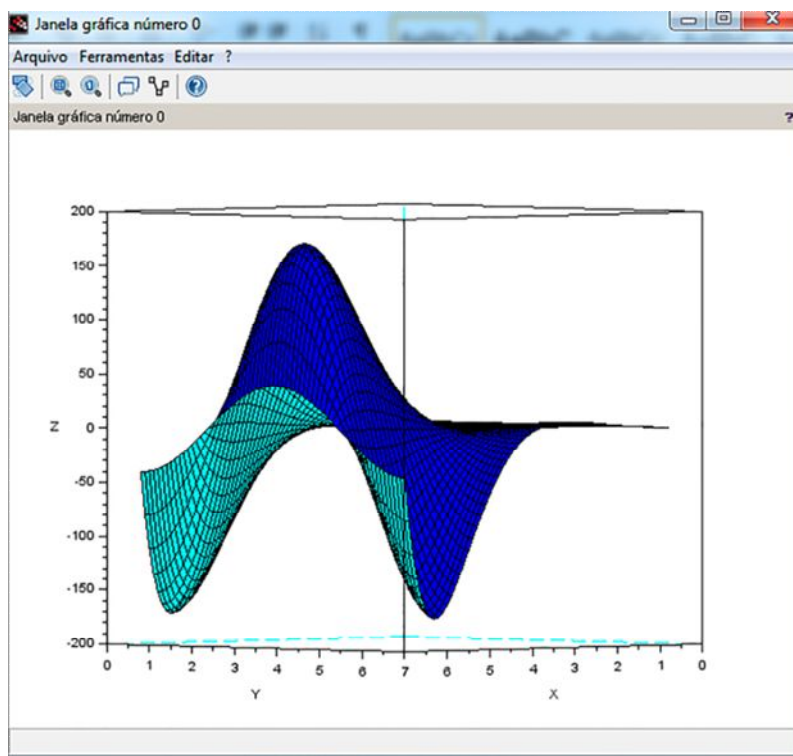 Janela gráfica número 0
Arquivo Ferramentas Editar ?
Janela gráfica número 0 ?
200
150
100
50
Z 0
-50
-100
-150
-200
0 1 2 3 4 5 6 7 6 5 4 3 2 1 0
Y X